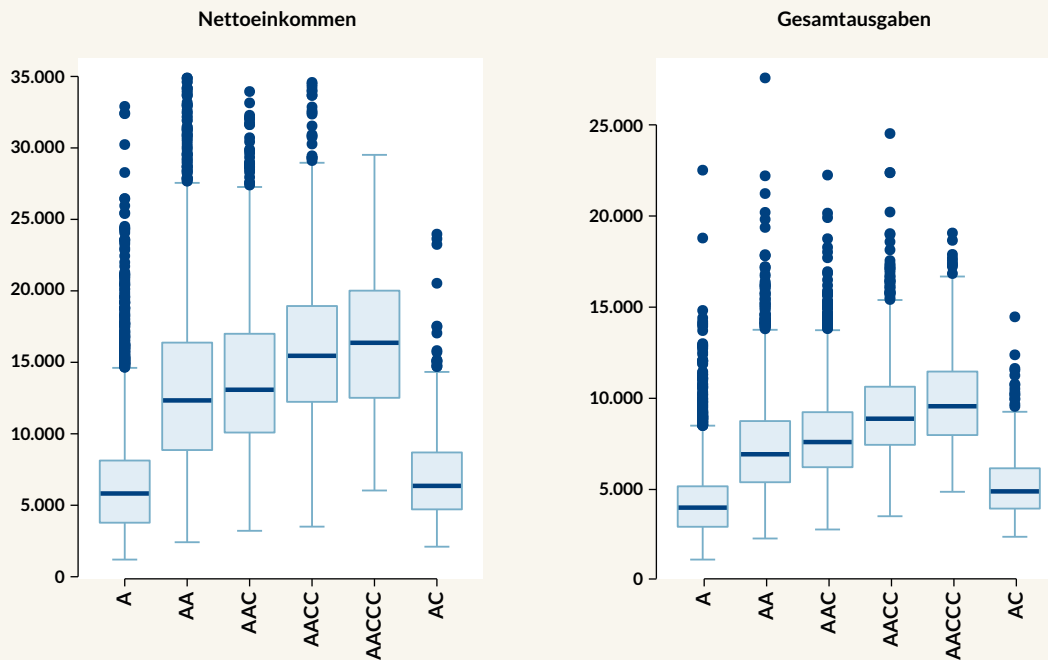 Nettoeinkommen
35.000
30.000
25.000
20.000
15.000
10.000
5.000
0
A
AA
AAC
AACC
AACCC
AC
Gesamtausgaben
25.000
20.000
15.000
10.000
5.000
0
A
AA
AAC
AACC
AACCC
AC